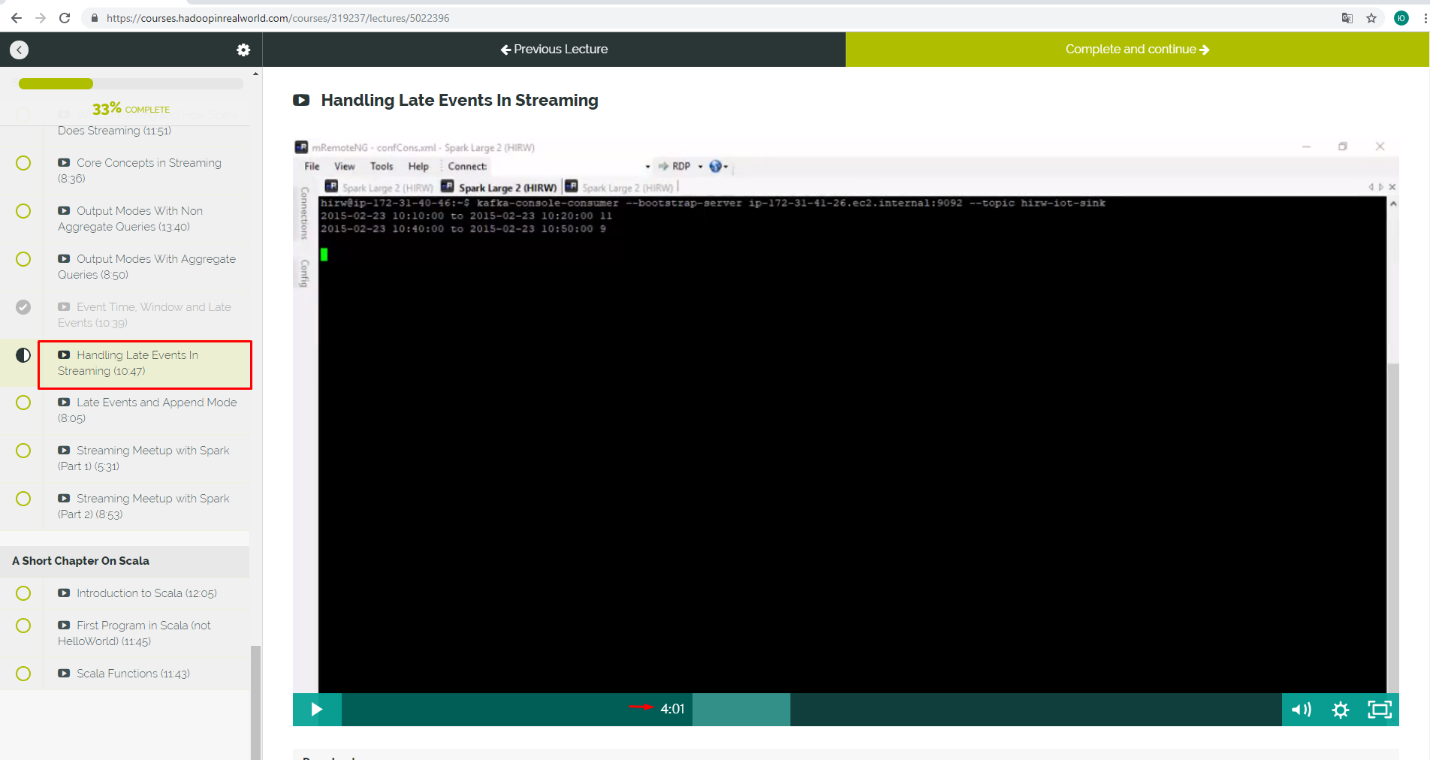 https://courses.hadoopinrealworld.com/courses/319237/lectures/5022396
Ю
Previous Lecture
Complete and continue
33% COMPLETE
Does Streaming (11:51)
Core Concepts in Streaming
(8:36)
Output Modes With Non
Aggregate Queries (13:40)
Output Modes With Aggregate
Queries (8:50)
Event Time, Window and Late
Events (10:39)
Handling Late Events In
Streaming (10:47)
Late Events and Append Mode
(8:05)
Streaming Meetup with Spark
(Part 1) (5:31)
Streaming Meetup with Spark
(Part 2) (8:53)
A Short Chapter On Scala
Introduction to Scala (12:05)
First Program in Scala (not
HelloWorld) (11:45)
Scala Functions (11:43)
Handling Late Events In Streaming
mRemoteNG - confCons.xml - Spark Large 2 (HIRW)
File View Tools Help Connect: RDP
Spark Large 2 (HIRW) Spark Large 2 (HIRW) Spark Large 2 (HIRW)
Connections
Config
hirw@ip-172-31-40-46:~$ kafka-console-consumer --bootstrap-server ip-172-31-41-26.ec2.internal:9092 --topic hirw-iot-sink
2015-02-23 10:10:00 to 2015-02-23 10:20:00 11
2015-02-23 10:40:00 to 2015-02-23 10:50:00 9
4:01